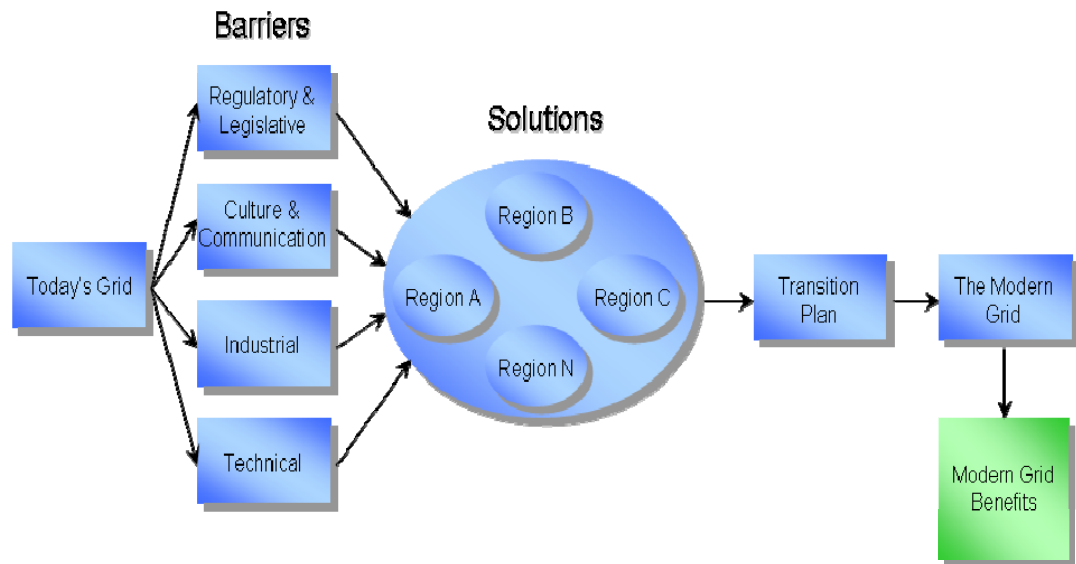 Barriers
Regulatory &
Legislative
Culture &
Communication
Industrial
Technical
Today's Grid
Solutions
Region B
Region A
Region C
Region N
Transition
Plan
The Modern
Grid
Modern Grid
Benefits